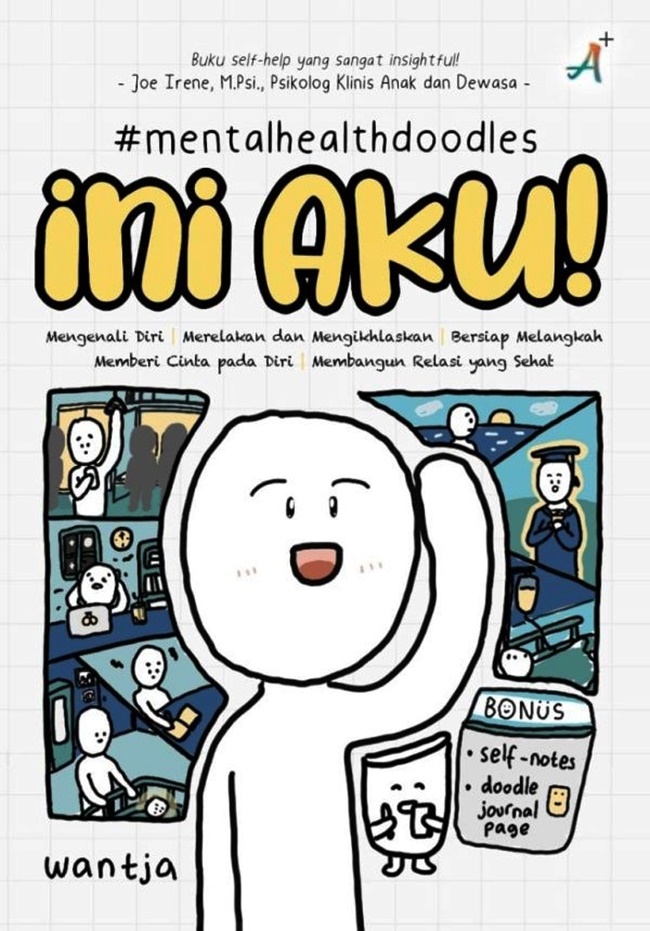 Buku self-help yang sangat insightful!
- Joe Irene, M.Psi., Psikolog Klinis Anak dan Dewasa -
A+
#mentalhealthdoodles
ini AKU!
Mengenali Diri | Merelakan dan Mengikhlaskan | Bersiap Melangkah
Memberi Cinta pada Diri | Membangun Relasi yang Sehat
BONUS
• self-notes
• doodle
journal
page
wantja